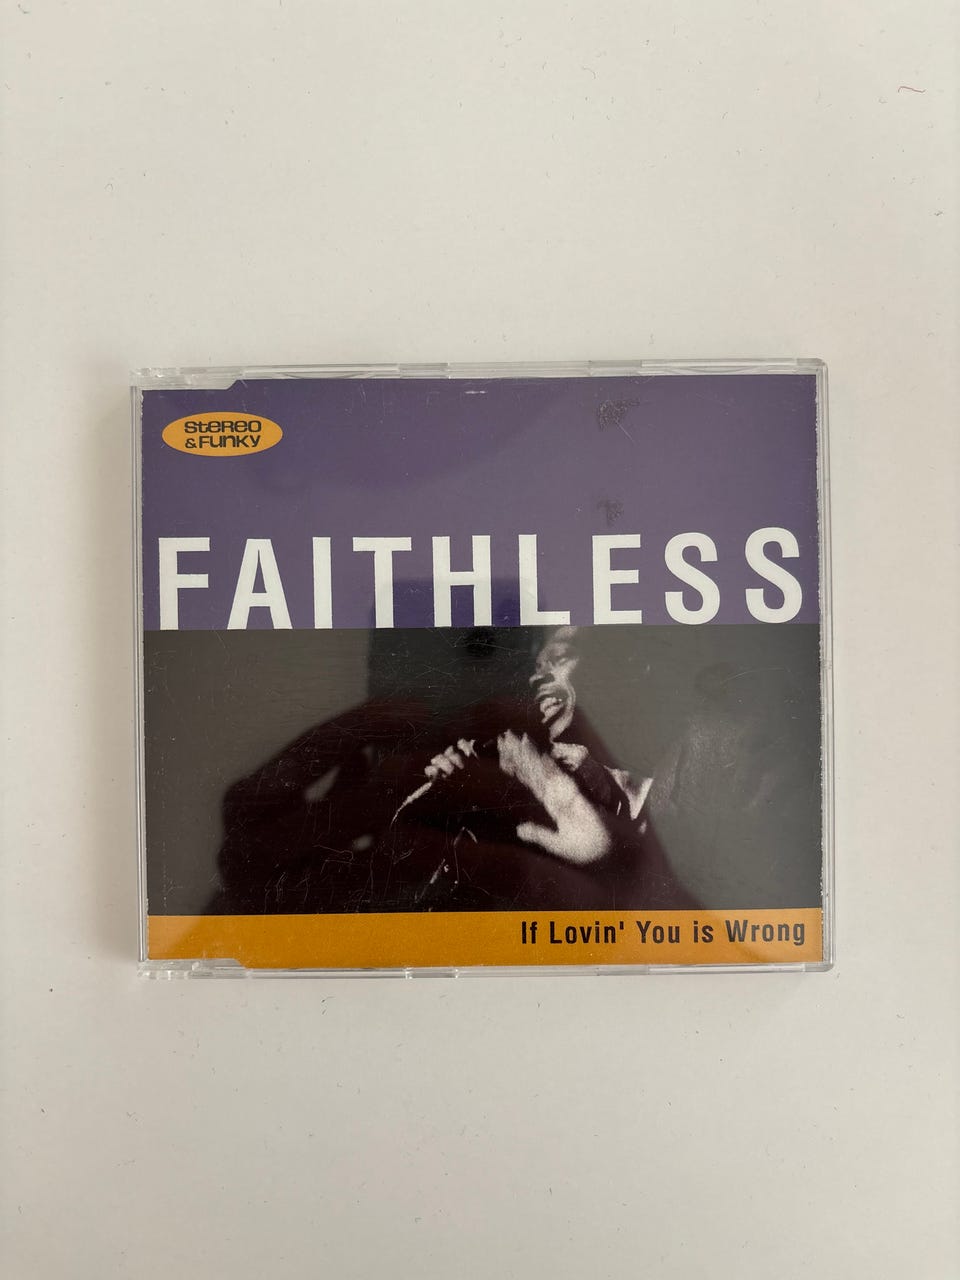 Stereo
& Funky
FAITHLESS
If Lovin' You is Wrong